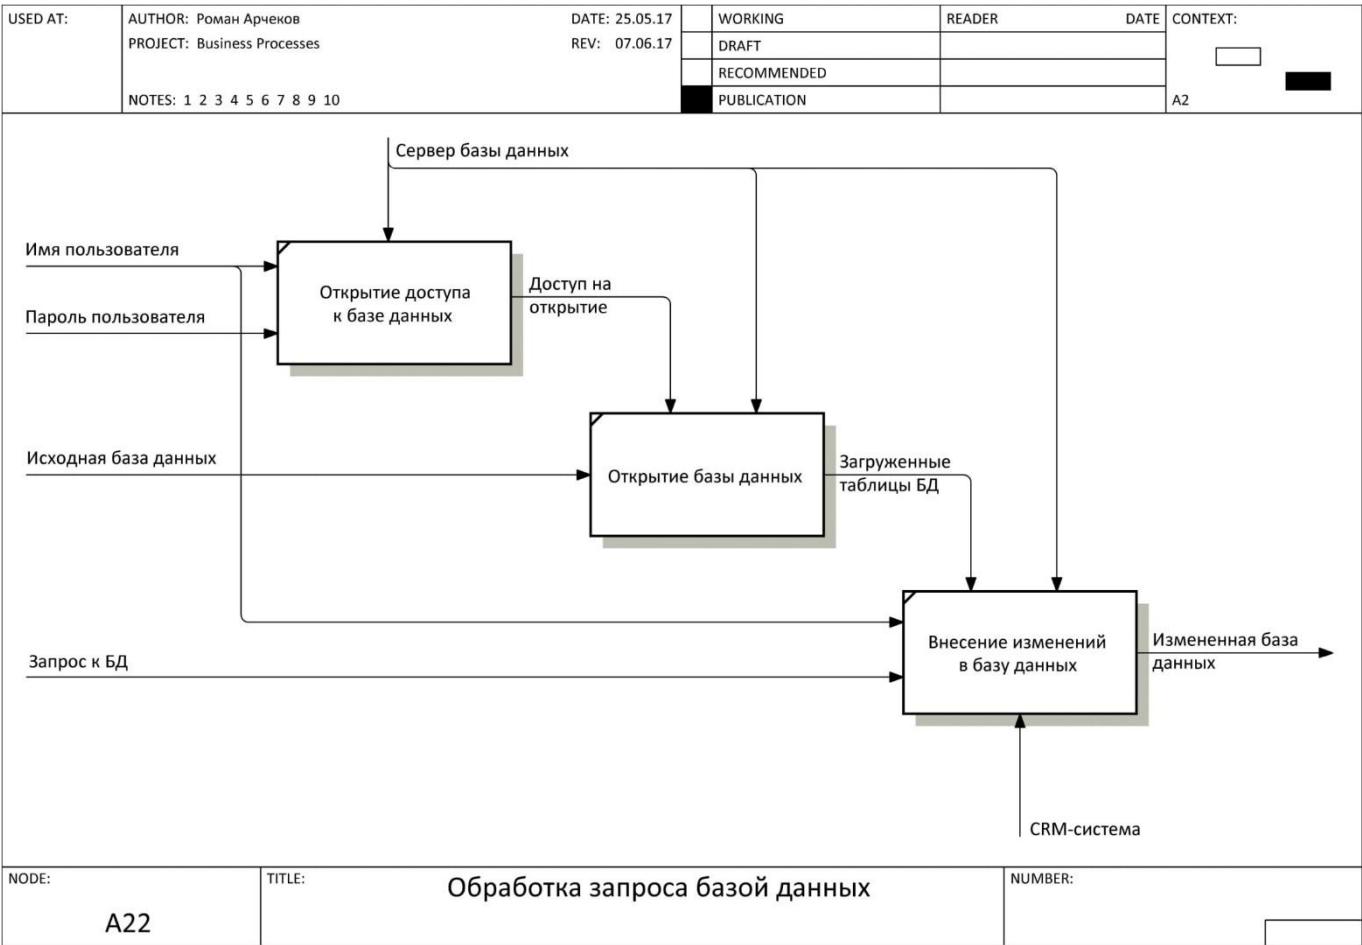 USED AT:
AUTHOR: Роман Арчеков
DATE: 25.05.17
PROJECT: Business Processes
REV: 07.06.17
NOTES: 1 2 3 4 5 6 7 8 9 10
WORKING
DRAFT
RECOMMENDED
PUBLICATION
READER DATE
CONTEXT:
A2
Сервер базы данных
Имя пользователя
Пароль пользователя
Открытие доступа
к базе данных
Доступ на
открытие
Исходная база данных
Открытие базы данных
Загруженные
таблицы БД
Запрос к БД
Внесение изменений
в базу данных
Измененная база
данных
CRM-система
NODE:
A22
TITLE:
Обработка запроса базой данных
NUMBER: